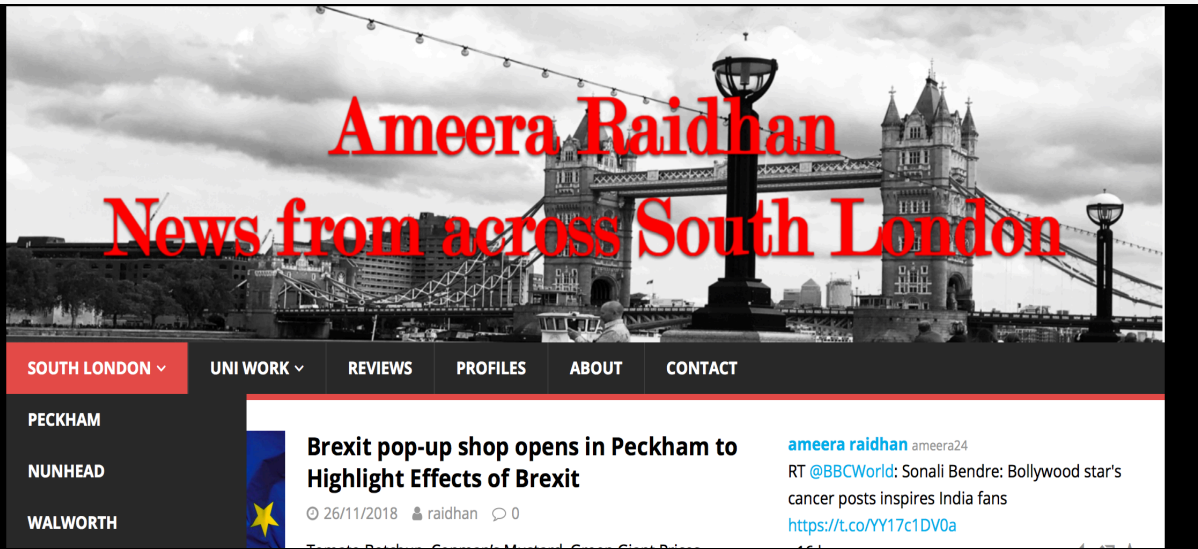 Ameera Raidhan
News from across South London
SOUTH LONDON UNI WORK REVIEWS PROFILES ABOUT CONTACT
PECKHAM
NUNHEAD
WALWORTH
Brexit pop-up shop opens in Peckham to
Highlight Effects of Brexit
26/11/2018 raidhan 0
ameera raidhan ameera24
RT @BBCWorld: Sonali Bendre: Bollywood star's
cancer posts inspires India fans
https://t.co/YY17c1DV0a